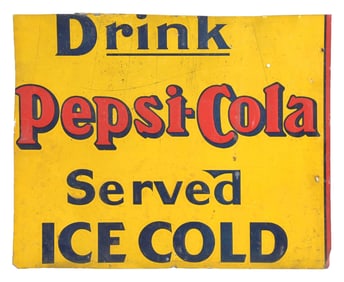 Drink
Pepsi-Cola
Served
ICE COLD